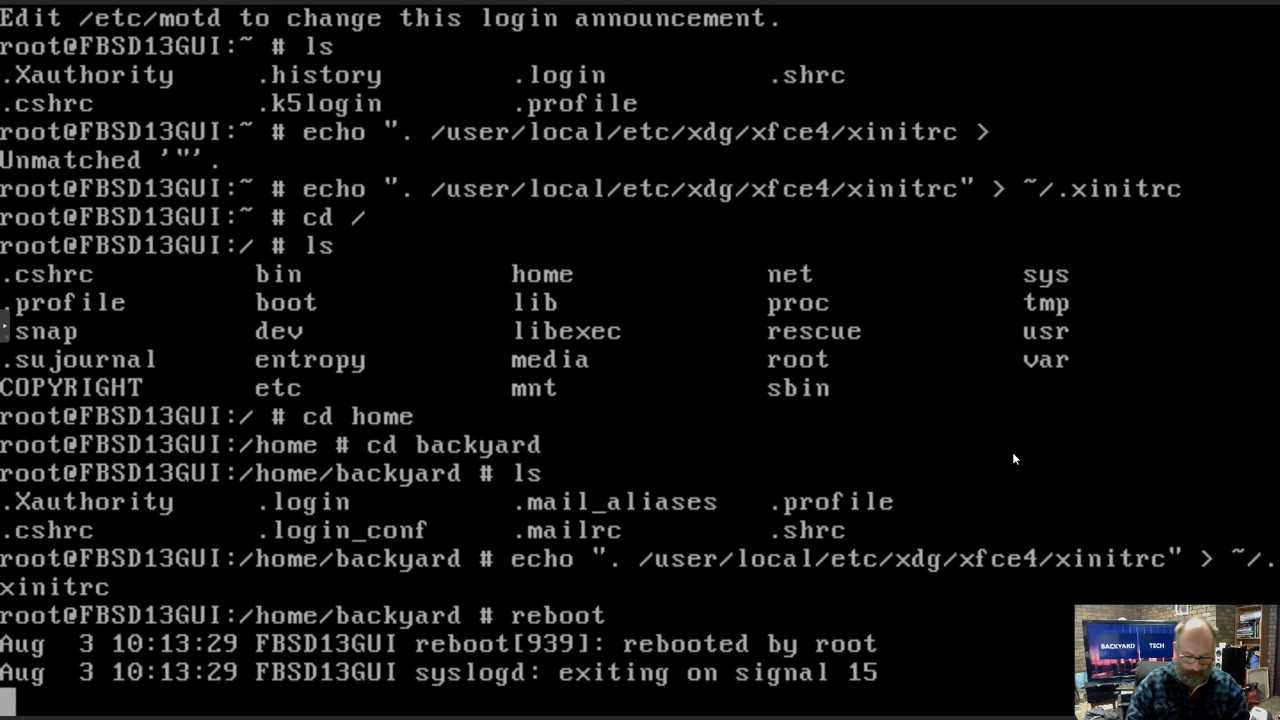 Edit /etc/motd to change this login announcement.
root@FBSD13GUI:~ # ls
.Xauthority .history .login .shrc
.cshrc .k5login .profile
root@FBSD13GUI:~ # echo ". /user/local/etc/xdg/xfce4/xinitrc >
Unmatched '"'.
root@FBSD13GUI:~ # echo ". /user/local/etc/xdg/xfce4/xinitrc" > ~/.xinitrc
root@FBSD13GUI:~ # cd /
root@FBSD13GUI:/ # ls
.cshrc bin home net sys
.profile boot lib proc tmp
.snap dev libexec rescue usr
.sujournal entropy media root var
COPYRIGHT etc mnt sbin
root@FBSD13GUI:/ # cd home
root@FBSD13GUI:/home # cd backyard
root@FBSD13GUI:/home/backyard # ls
.Xauthority .login .mail_aliases .profile
.cshrc .login_conf .mailrc .shrc
root@FBSD13GUI:/home/backyard # echo ". /user/local/etc/xdg/xfce4/xinitrc" > ~/.
xinitrc
root@FBSD13GUI:/home/backyard # reboot
Aug 3 10:13:29 FBSD13GUI reboot[939]: rebooted by root
Aug 3 10:13:29 FBSD13GUI syslogd: exiting on signal 15
BACKYARD TECH